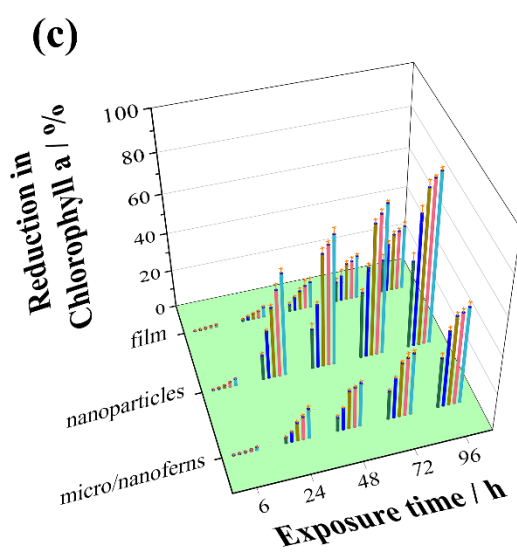 (c)
Reduction in
Chlorophyll a / %
100
80
60
40
20
0
film
nanoparticles
micro/nanoferns
6
24
48
72
96
Exposure time / h